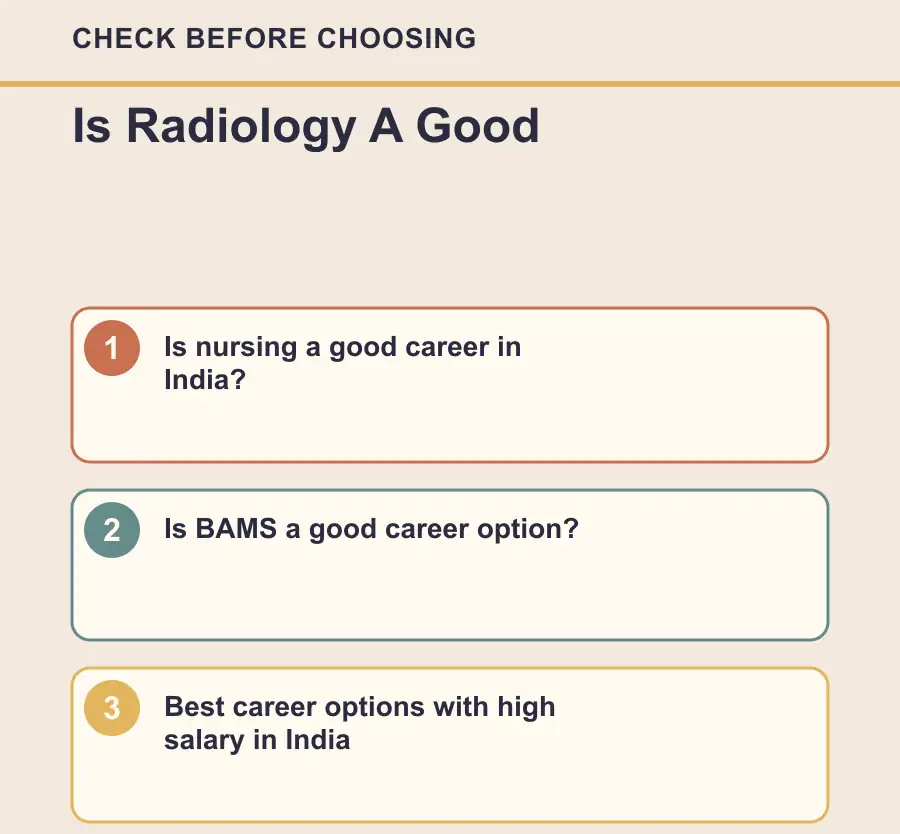 CHECK BEFORE CHOOSING
Is Radiology A Good
1
Is nursing a good career in
India?
2
Is BAMS a good career option?
3
Best career options with high
salary in India